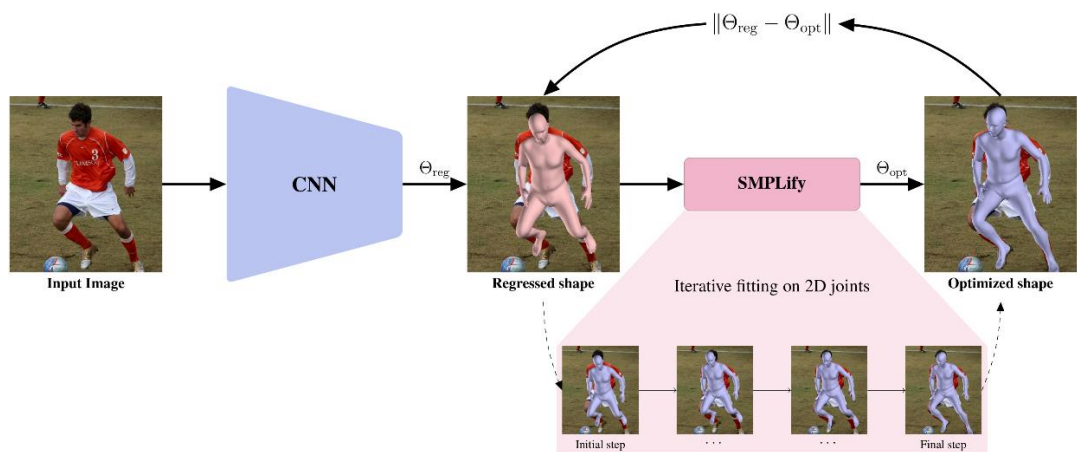 ‖Θreg − Θopt‖
3
CNN
Θreg
SMPLify
Θopt
Input Image
Regressed shape
Iterative fitting on 2D joints
Optimized shape
Initial step
· · ·
· · ·
Final step